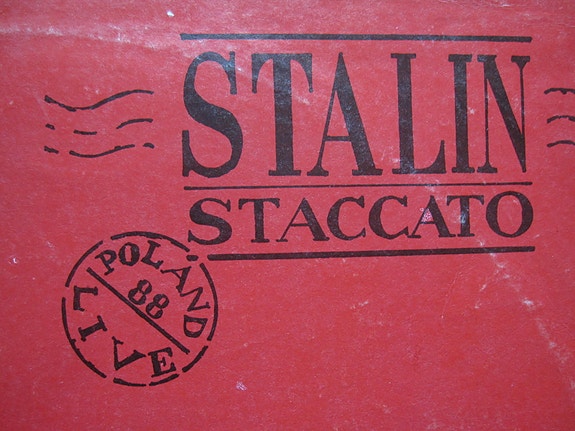 STALIN
STACCATO
POLAND
88
LIVE